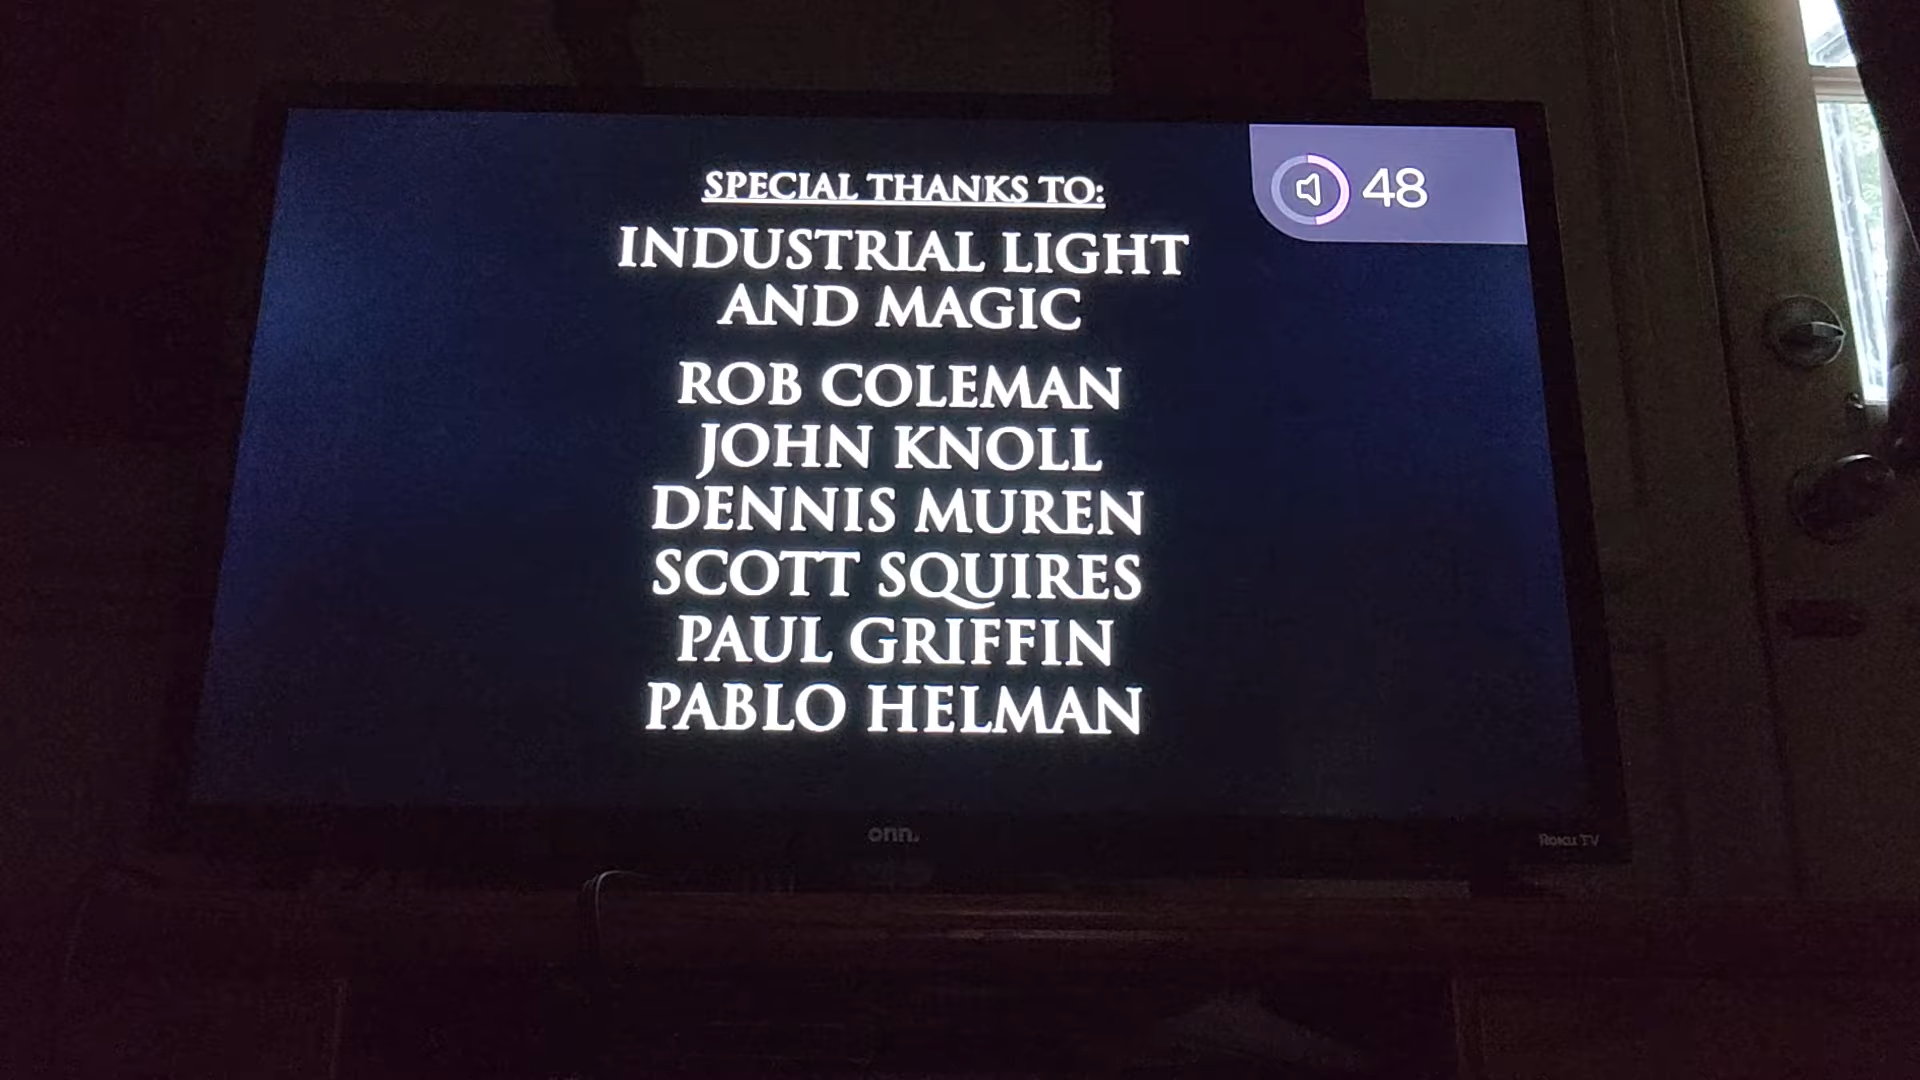 SPECIAL THANKS TO:
48
INDUSTRIAL LIGHT
AND MAGIC
ROB COLEMAN
JOHN KNOLL
DENNIS MUREN
SCOTT SQUIRES
PAUL GRIFFIN
PABLO HELMAN
onn.
ROKU TV